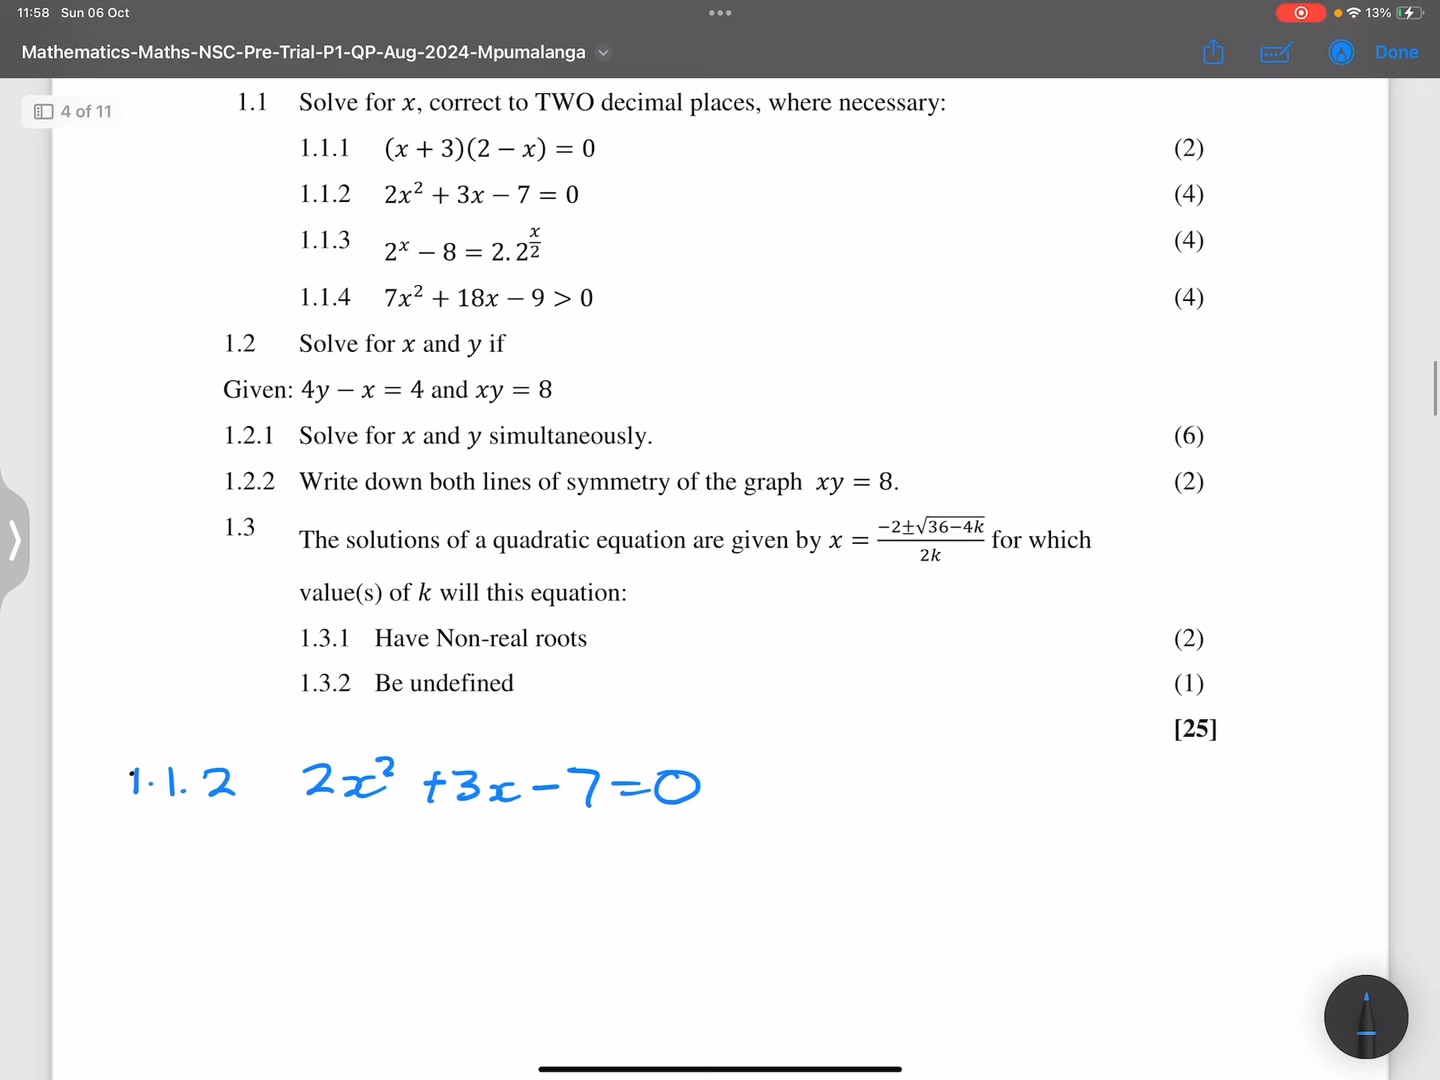 11:58 Sun 06 Oct
13%
Mathematics-Maths-NSC-Pre-Trial-P1-QP-Aug-2024-Mpumalanga
Done
4 of 11
1.1 Solve for x, correct to TWO decimal places, where necessary:
1.1.1 (x + 3)(2 − x) = 0 (2)
1.1.2 2x² + 3x − 7 = 0 (4)
1.1.3 2^x − 8 = 2. 2^(x/2) (4)
1.1.4 7x² + 18x − 9 > 0 (4)
1.2 Solve for x and y if
Given: 4y − x = 4 and xy = 8
1.2.1 Solve for x and y simultaneously. (6)
1.2.2 Write down both lines of symmetry of the graph xy = 8. (2)
1.3 The solutions of a quadratic equation are given by x = (−2±√(36−4k))/(2k) for which
value(s) of k will this equation:
1.3.1 Have Non-real roots (2)
1.3.2 Be undefined (1)
[25]
1.1.2 2x² +3x−7=0